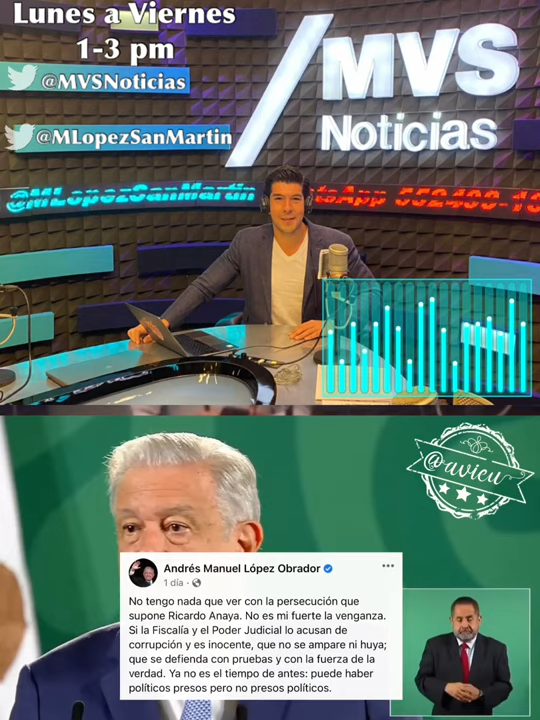 Lunes a Viernes
1-3 pm
@MVSNoticias
@MLopezSanMartin
MVS
Noticias
@MLopezSanMartin
@avicu
Andrés Manuel López Obrador
1 día
No tengo nada que ver con la persecución que
supone Ricardo Anaya. No es mi fuerte la venganza.
Si la Fiscalía y el Poder Judicial lo acusan de
corrupción y es inocente, que no se ampare ni huya;
que se defienda con pruebas y con la fuerza de la
verdad. Ya no es el tiempo de antes: puede haber
políticos presos pero no presos políticos.